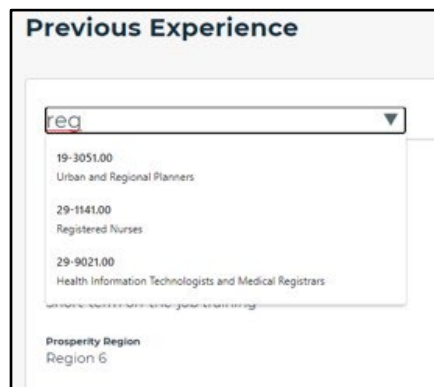 Previous Experience
reg
19-3051.00
Urban and Regional Planners
29-1141.00
Registered Nurses
29-9021.00
Health Information Technologists and Medical Registrars
Short-term on-the-job training
Prosperity Region
Region 6